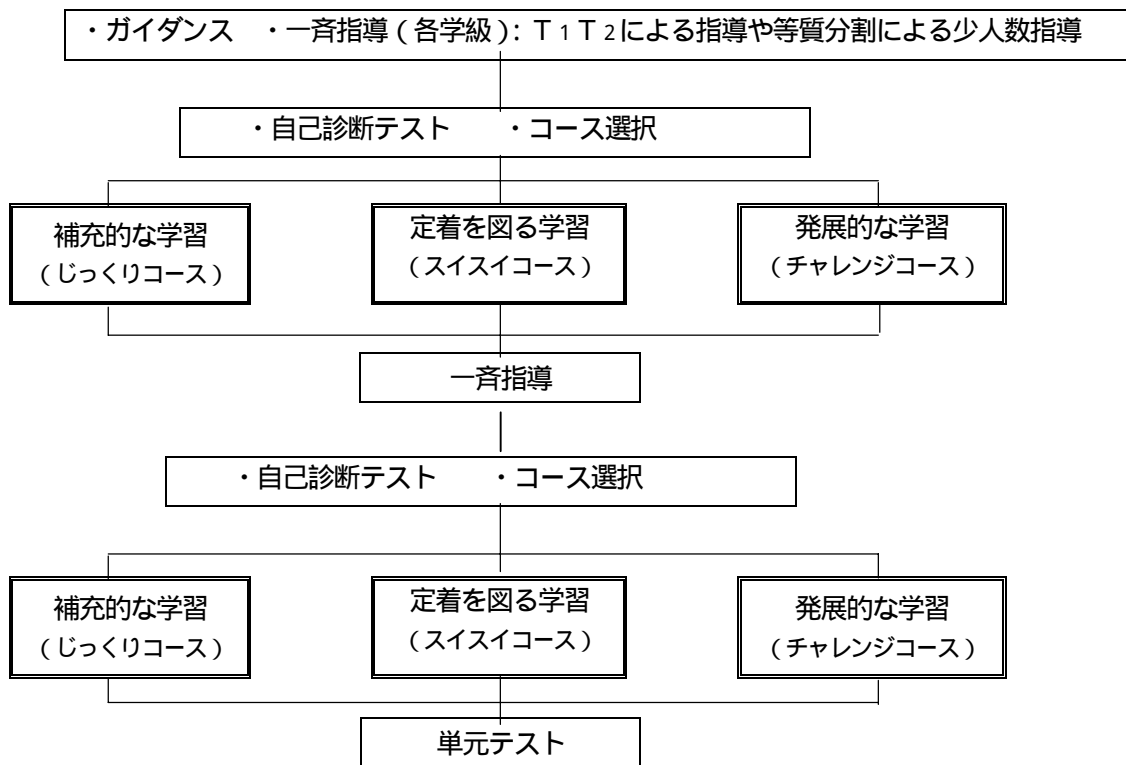 ・ガイダンス ・一斉指導(各学級):T1T2による指導や等質分割による少人数指導
・自己診断テスト ・コース選択
補充的な学習
(じっくりコース)
定着を図る学習
(スイスイコース)
発展的な学習
(チャレンジコース)
一斉指導
・自己診断テスト ・コース選択
補充的な学習
(じっくりコース)
定着を図る学習
(スイスイコース)
発展的な学習
(チャレンジコース)
単元テスト